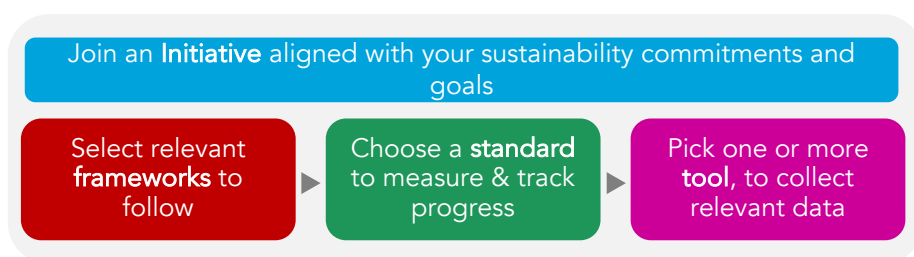 Join an Initiative aligned with your sustainability commitments and
goals
Select relevant
frameworks to
follow
Choose a standard
to measure & track
progress
Pick one or more
tool, to collect
relevant data